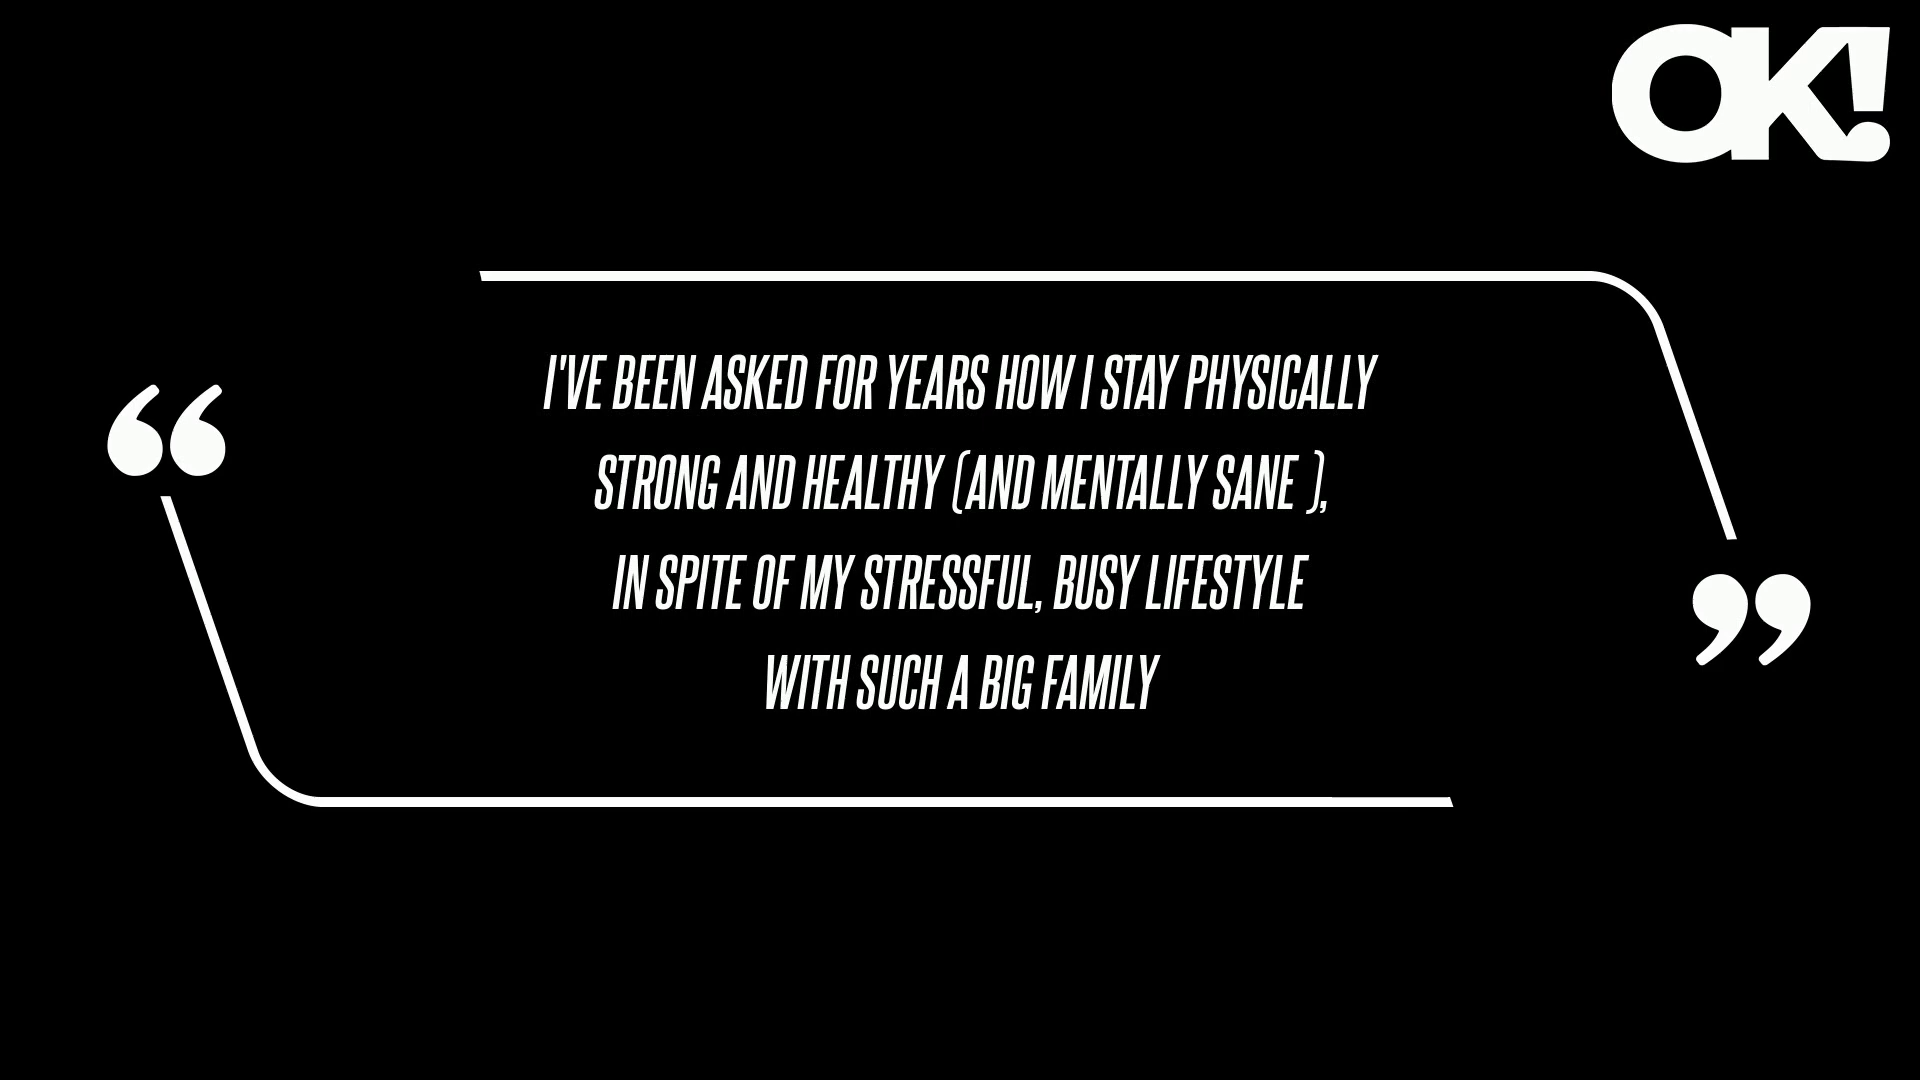 OK!
“
I'VE BEEN ASKED FOR YEARS HOW I STAY PHYSICALLY
STRONG AND HEALTHY (AND MENTALLY SANE ),
IN SPITE OF MY STRESSFUL, BUSY LIFESTYLE
WITH SUCH A BIG FAMILY
”